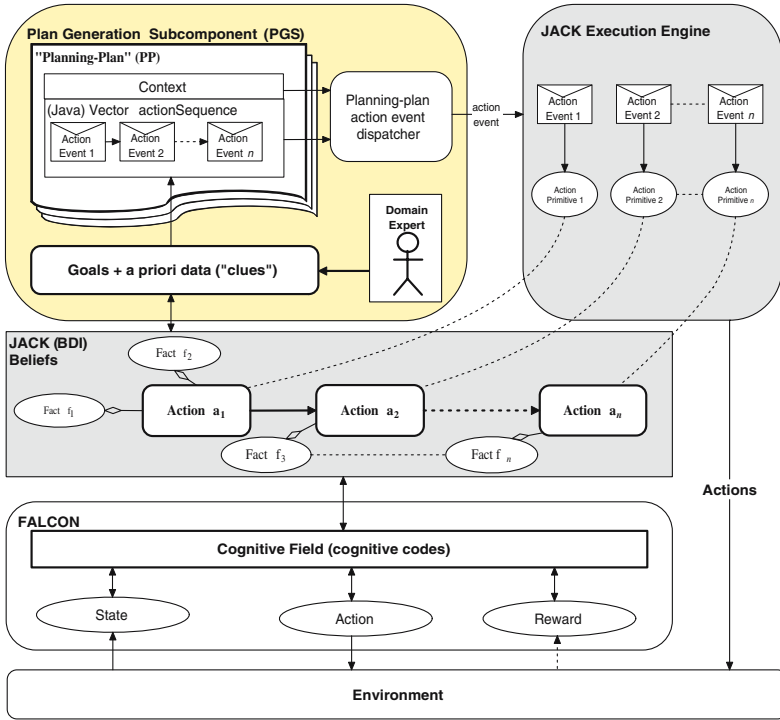 Plan Generation Subcomponent (PGS)
"Planning-Plan" (PP)
Context
(Java) Vector actionSequence
Action Event 1
Action Event 2
Action Event n
Planning-plan
action event
dispatcher
action
event
JACK Execution Engine
Action
Event 1
Action
Event 2
Action
Event n
Action
Primitive 1
Action
Primitive 2
Action
Primitive n
Domain
Expert
Goals + a priori data ("clues")
JACK (BDI)
Beliefs
Fact f2
Fact f1
Action a1
Action a2
Action an
Fact f3
Fact f n
Actions
FALCON
Cognitive Field (cognitive codes)
State
Action
Reward
Environment